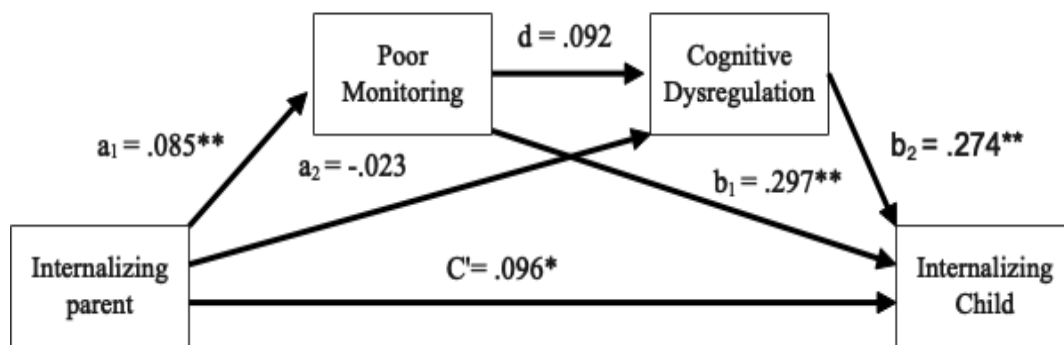 d = .092
Poor
Monitoring
Cognitive
Dysregulation
a₁ = .085**
a₂ = -.023
b₁ = .297**
b₂ = .274**
Internalizing
parent
C'= .096*
Internalizing
Child